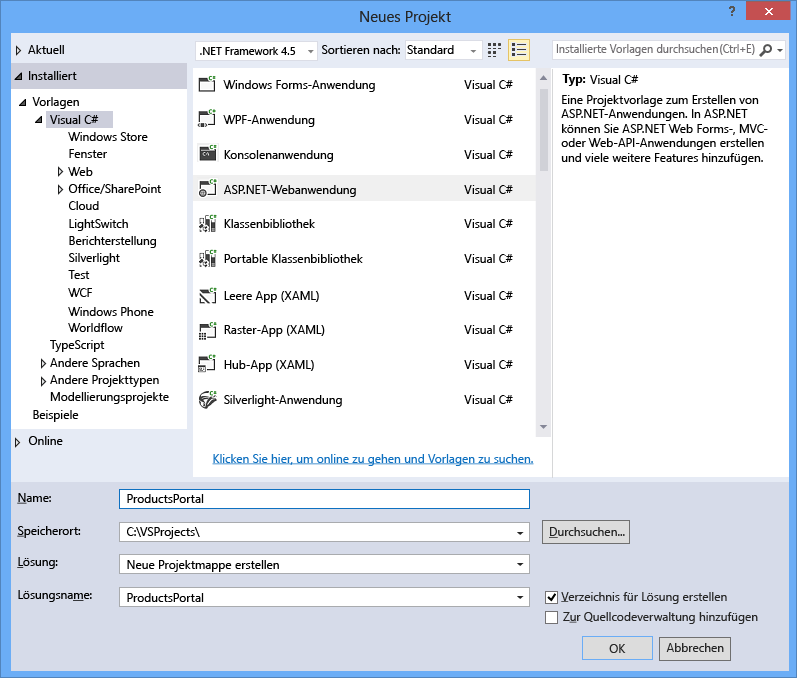 Neues Projekt
?
Aktuell
.NET Framework 4.5
Sortieren nach: Standard
Installierte Vorlagen durchsuchen (Ctrl+E)
Installiert
Vorlagen
Visual C#
Windows Store
Fenster
Web
Office/SharePoint
Cloud
LightSwitch
Berichterstellung
Silverlight
Test
WCF
Windows Phone
Worldflow
TypeScript
Andere Sprachen
Andere Projekttypen
Modellierungsprojekte
Beispiele
Online
Windows Forms-Anwendung Visual C#
WPF-Anwendung Visual C#
Konsolenanwendung Visual C#
ASP.NET-Webanwendung Visual C#
Klassenbibliothek Visual C#
Portable Klassenbibliothek Visual C#
Leere App (XAML) Visual C#
Raster-App (XAML) Visual C#
Hub-App (XAML) Visual C#
Silverlight-Anwendung Visual C#
Klicken Sie hier, um online zu gehen und Vorlagen zu suchen.
Typ: Visual C#
Eine Projektvorlage zum Erstellen von
ASP.NET-Anwendungen. In ASP.NET
können Sie ASP.NET Web Forms-, MVC-
oder Web-API-Anwendungen erstellen
und viele weitere Features hinzufügen.
Name: ProductsPortal
Speicherort: C:\VSProjects\
Durchsuchen...
Lösung: Neue Projektmappe erstellen
Lösungsname: ProductsPortal
Verzeichnis für Lösung erstellen
Zur Quellcodeverwaltung hinzufügen
OK
Abbrechen